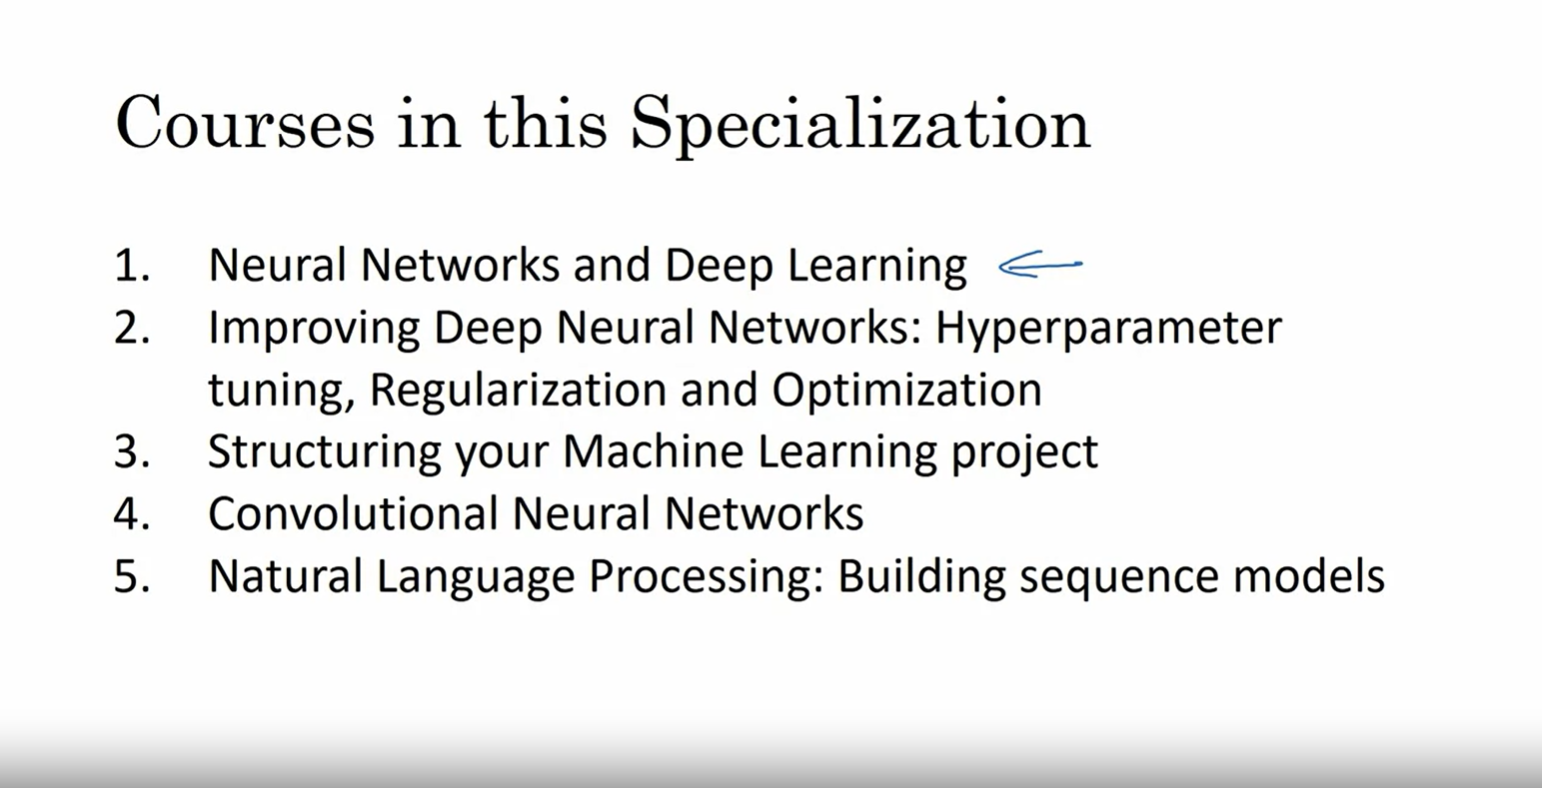 Courses in this Specialization
1. Neural Networks and Deep Learning
2. Improving Deep Neural Networks: Hyperparameter
tuning, Regularization and Optimization
3. Structuring your Machine Learning project
4. Convolutional Neural Networks
5. Natural Language Processing: Building sequence models